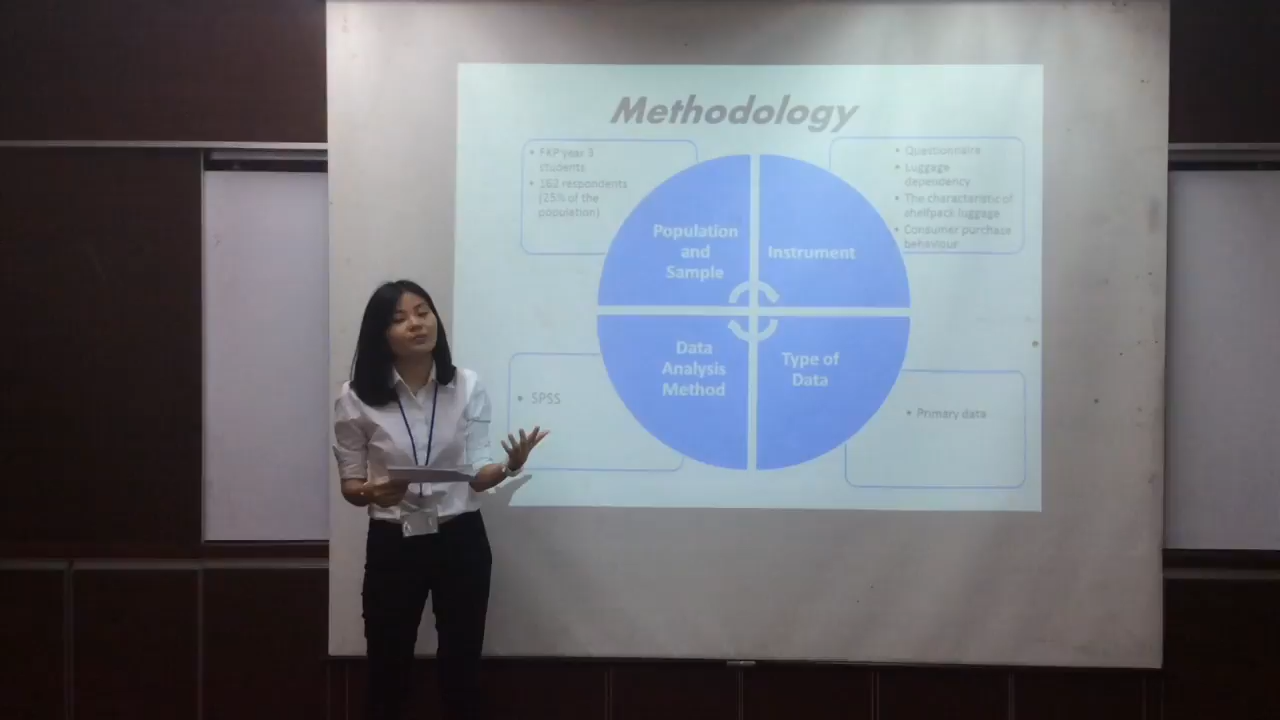 Methodology
• FKP year 3
students
• 162 respondents
(25% of the
population)
Population
and
Sample
Instrument
• Questionnaire
• Luggage
dependency
• The characteristic of
shelfpack luggage
• Consumer purchase
behaviour
Data
Analysis
Method
• SPSS
Type of
Data
• Primary data